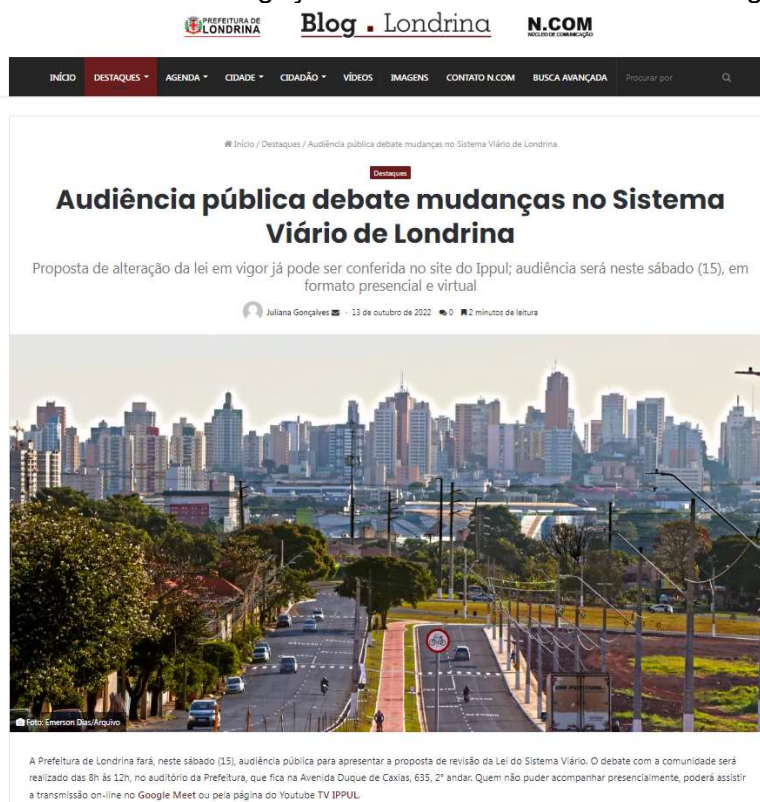 PREFEITURA DE
LONDRINA
Blog . Londrina
N.COM
NÚCLEO DE COMUNICAÇÃO
INÍCIO DESTAQUES AGENDA CIDADE CIDADÃO VÍDEOS IMAGENS CONTATO N.COM BUSCA AVANÇADA Procurar por
Início / Destaques / Audiência pública debate mudanças no Sistema Viário de Londrina
Destaques
Audiência pública debate mudanças no Sistema
Viário de Londrina
Proposta de alteração da lei em vigor já pode ser conferida no site do Ippul; audiência será neste sábado (15), em
formato presencial e virtual
Juliana Gonçalves · 13 de outubro de 2022 0 2 minutos de leitura
Foto: Emerson Dias/Arquivo
A Prefeitura de Londrina fará, neste sábado (15), audiência pública para apresentar a proposta de revisão da Lei do Sistema Viário. O debate com a comunidade será
realizado das 8h às 12h, no auditório da Prefeitura, que fica na Avenida Duque de Caxias, 635, 2° andar. Quem não puder acompanhar presencialmente, poderá assistir
a transmissão on-line no Google Meet ou pela página do Youtube TV IPPUL.